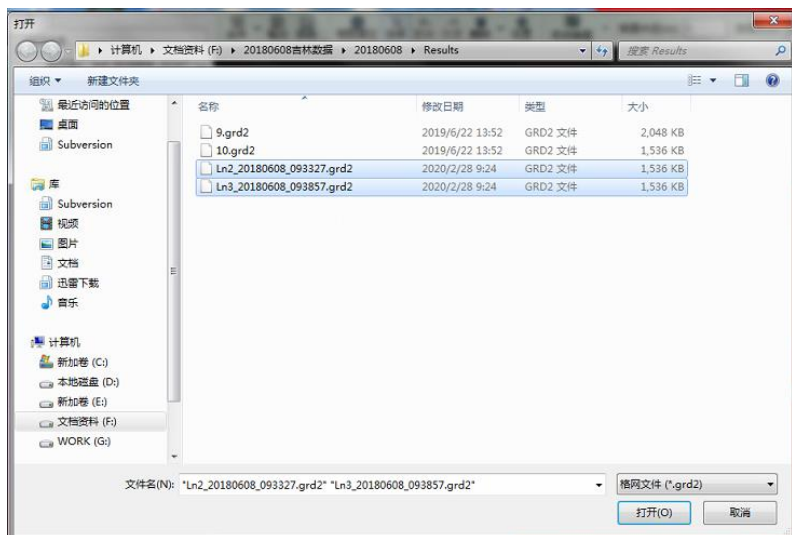 打开
计算机 文档资料 (F:) 20180608吉林数据 20180608 Results
搜索 Results
组织 新建文件夹
最近访问的位置
桌面
Subversion
库
Subversion
视频
图片
文档
迅雷下载
音乐
计算机
新加卷 (C:)
本地磁盘 (D:)
新加卷 (E:)
文档资料 (F:)
WORK (G:)
名称 修改日期 类型 大小
9.grd2 2019/6/22 13:52 GRD2 文件 2,048 KB
10.grd2 2019/6/22 13:52 GRD2 文件 1,536 KB
Ln2_20180608_093327.grd2 2020/2/28 9:24 GRD2 文件 1,536 KB
Ln3_20180608_093857.grd2 2020/2/28 9:24 GRD2 文件 1,536 KB
文件名(N): "Ln2_20180608_093327.grd2" "Ln3_20180608_093857.grd2"
格网文件 (*.grd2)
打开(O) 取消